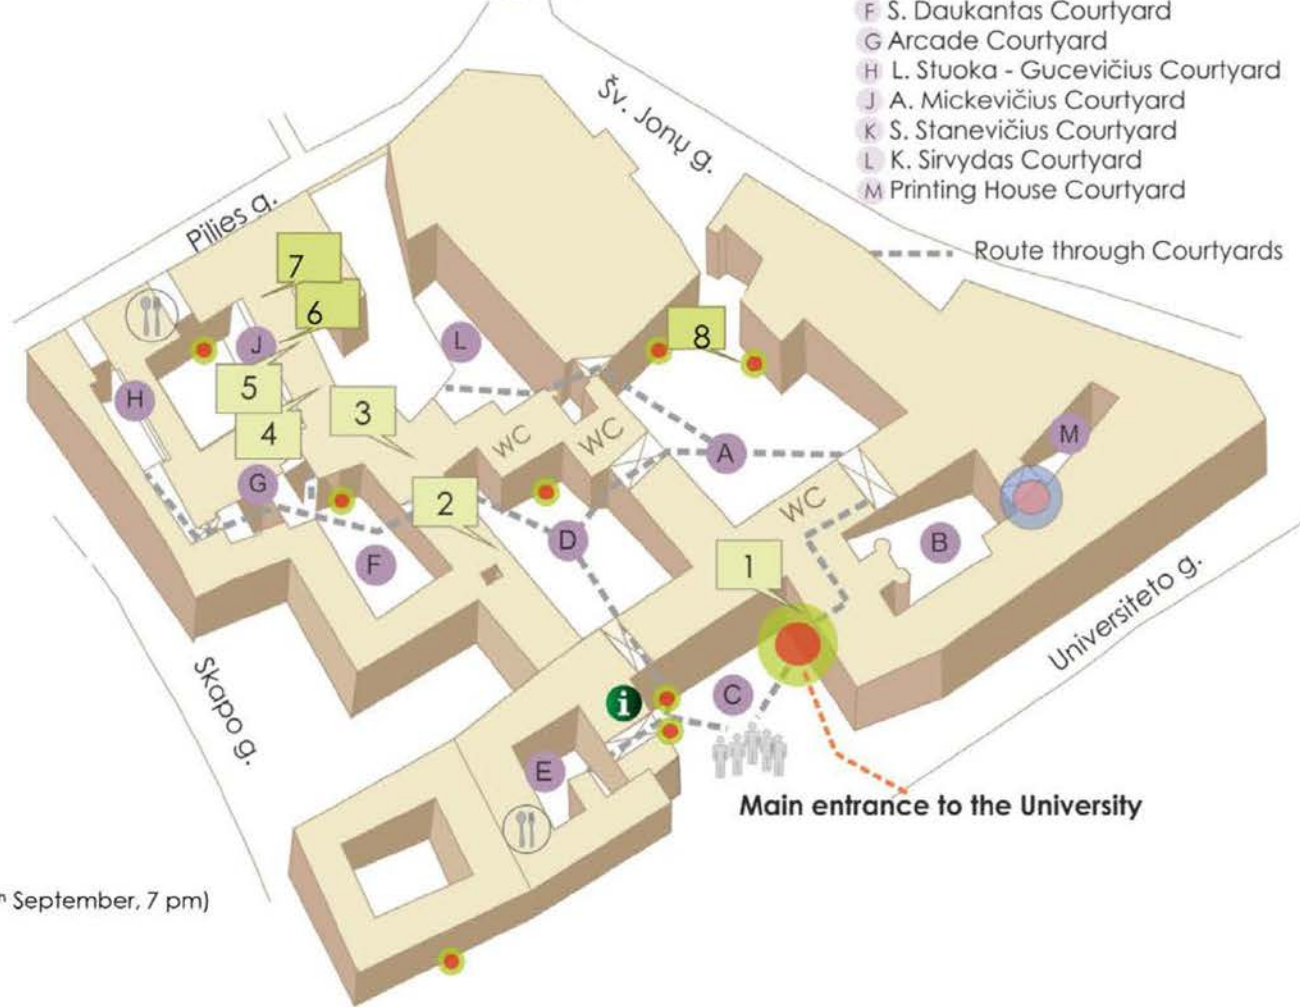 F S. Daukantas Courtyard
G Arcade Courtyard
H L. Stuoka - Gucevičius Courtyard
J A. Mickevičius Courtyard
K S. Stanevičius Courtyard
L K. Sirvydas Courtyard
M Printing House Courtyard
Route through Courtyards
Šv. Jonų g.
Pilies g.
7
6
8
J
L
5
H
3
4
WC
WC
A
M
G
2
WC
D
B
F
1
Universiteto g.
Skapo g.
i
C
E
Main entrance to the University
September, 7 pm)